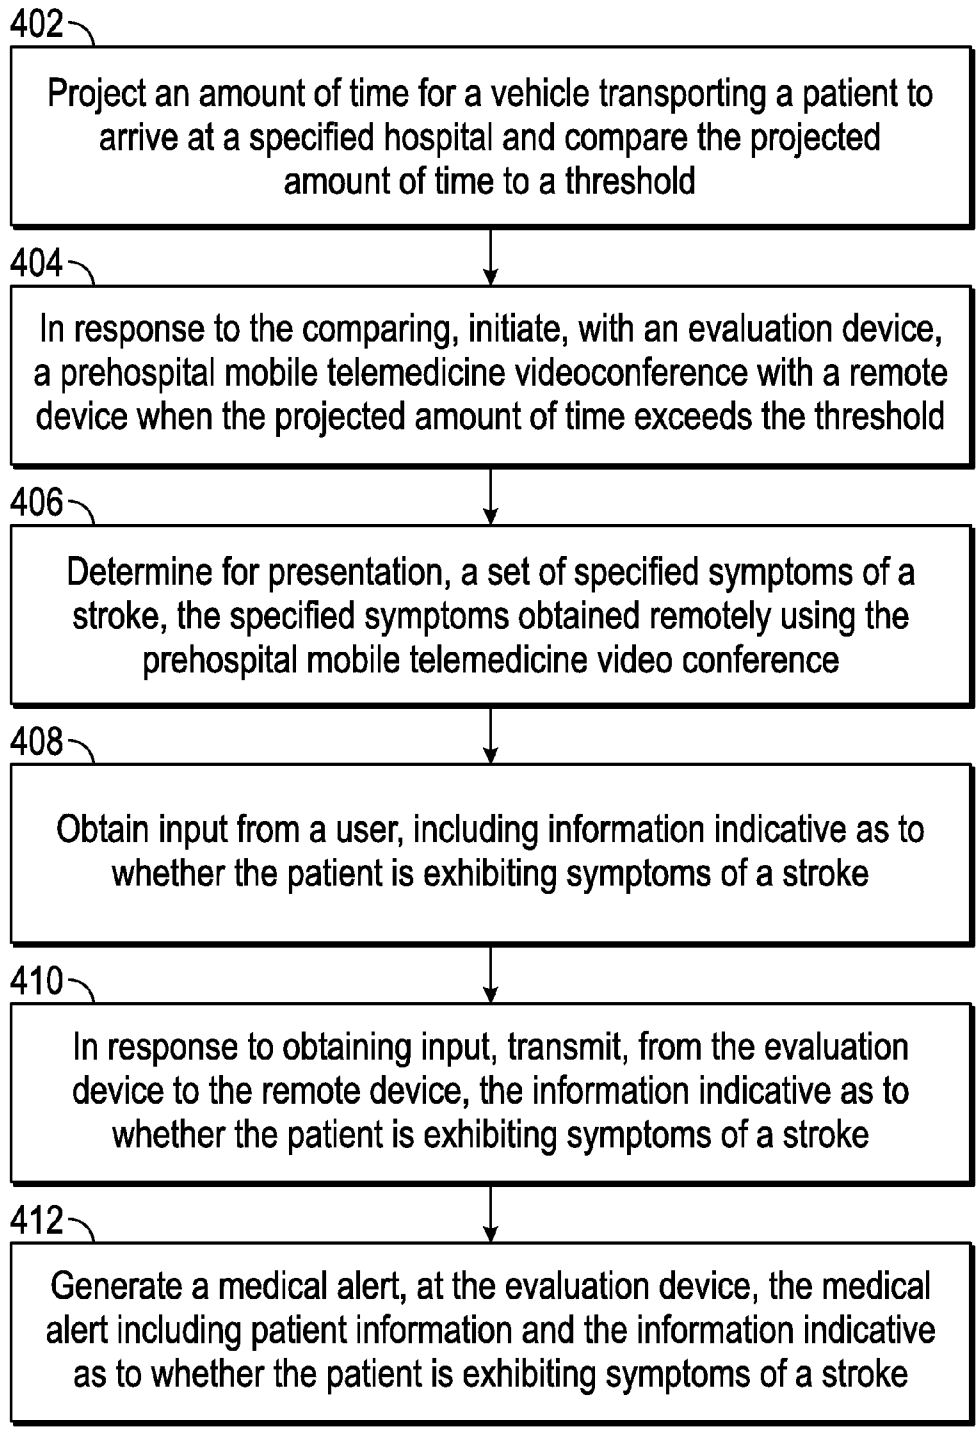 402
Project an amount of time for a vehicle transporting a patient to
arrive at a specified hospital and compare the projected
amount of time to a threshold
404
In response to the comparing, initiate, with an evaluation device,
a prehospital mobile telemedicine videoconference with a remote
device when the projected amount of time exceeds the threshold
406
Determine for presentation, a set of specified symptoms of a
stroke, the specified symptoms obtained remotely using the
prehospital mobile telemedicine video conference
408
Obtain input from a user, including information indicative as to
whether the patient is exhibiting symptoms of a stroke
410
In response to obtaining input, transmit, from the evaluation
device to the remote device, the information indicative as to
whether the patient is exhibiting symptoms of a stroke
412
Generate a medical alert, at the evaluation device, the medical
alert including patient information and the information indicative
as to whether the patient is exhibiting symptoms of a stroke